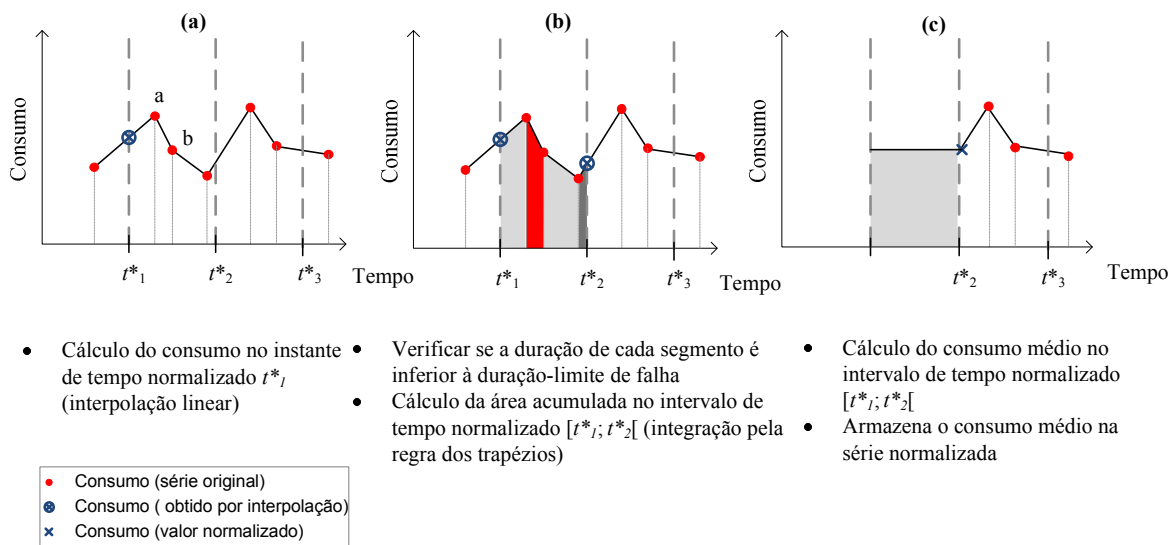 (a)
Consumo
a
b
t*1
t*2
t*3
Tempo
(b)
Consumo
t*1
t*2
t*3
Tempo
(c)
Consumo
t*2
t*3
Tempo
• Cálculo do consumo no instante
de tempo normalizado t*1
(interpolação linear)
• Verificar se a duração de cada segmento é
inferior à duração-limite de falha
• Cálculo da área acumulada no intervalo de
tempo normalizado [t*1; t*2[ (integração pela
regra dos trapézios)
• Cálculo do consumo médio no
intervalo de tempo normalizado
[t*1; t*2[
• Armazena o consumo médio na
série normalizada
Consumo (série original)
Consumo ( obtido por interpolação)
Consumo (valor normalizado)